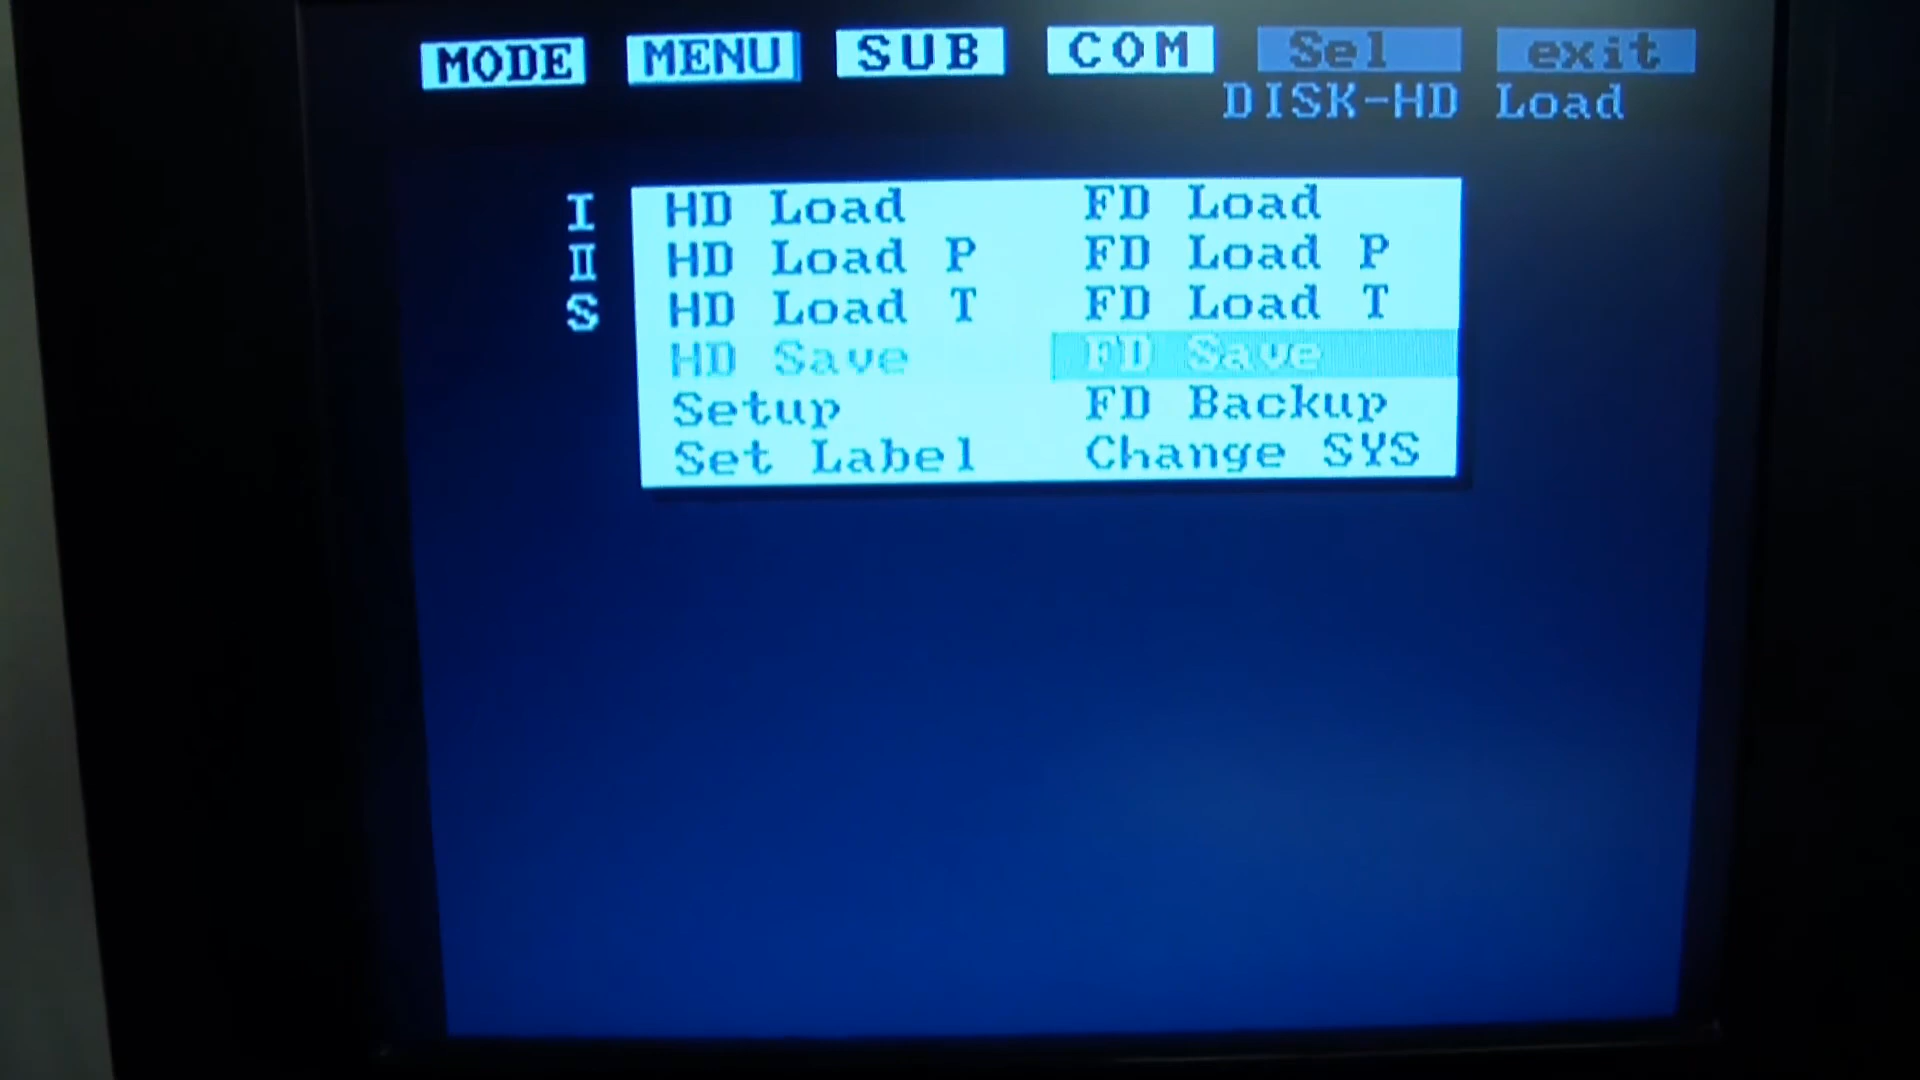 MODE MENU SUB COM Sel exit
DISK-HD Load
I
II
S
HD Load FD Load
HD Load P FD Load P
HD Load T FD Load T
HD Save FD Save
Setup FD Backup
Set Label Change SYS